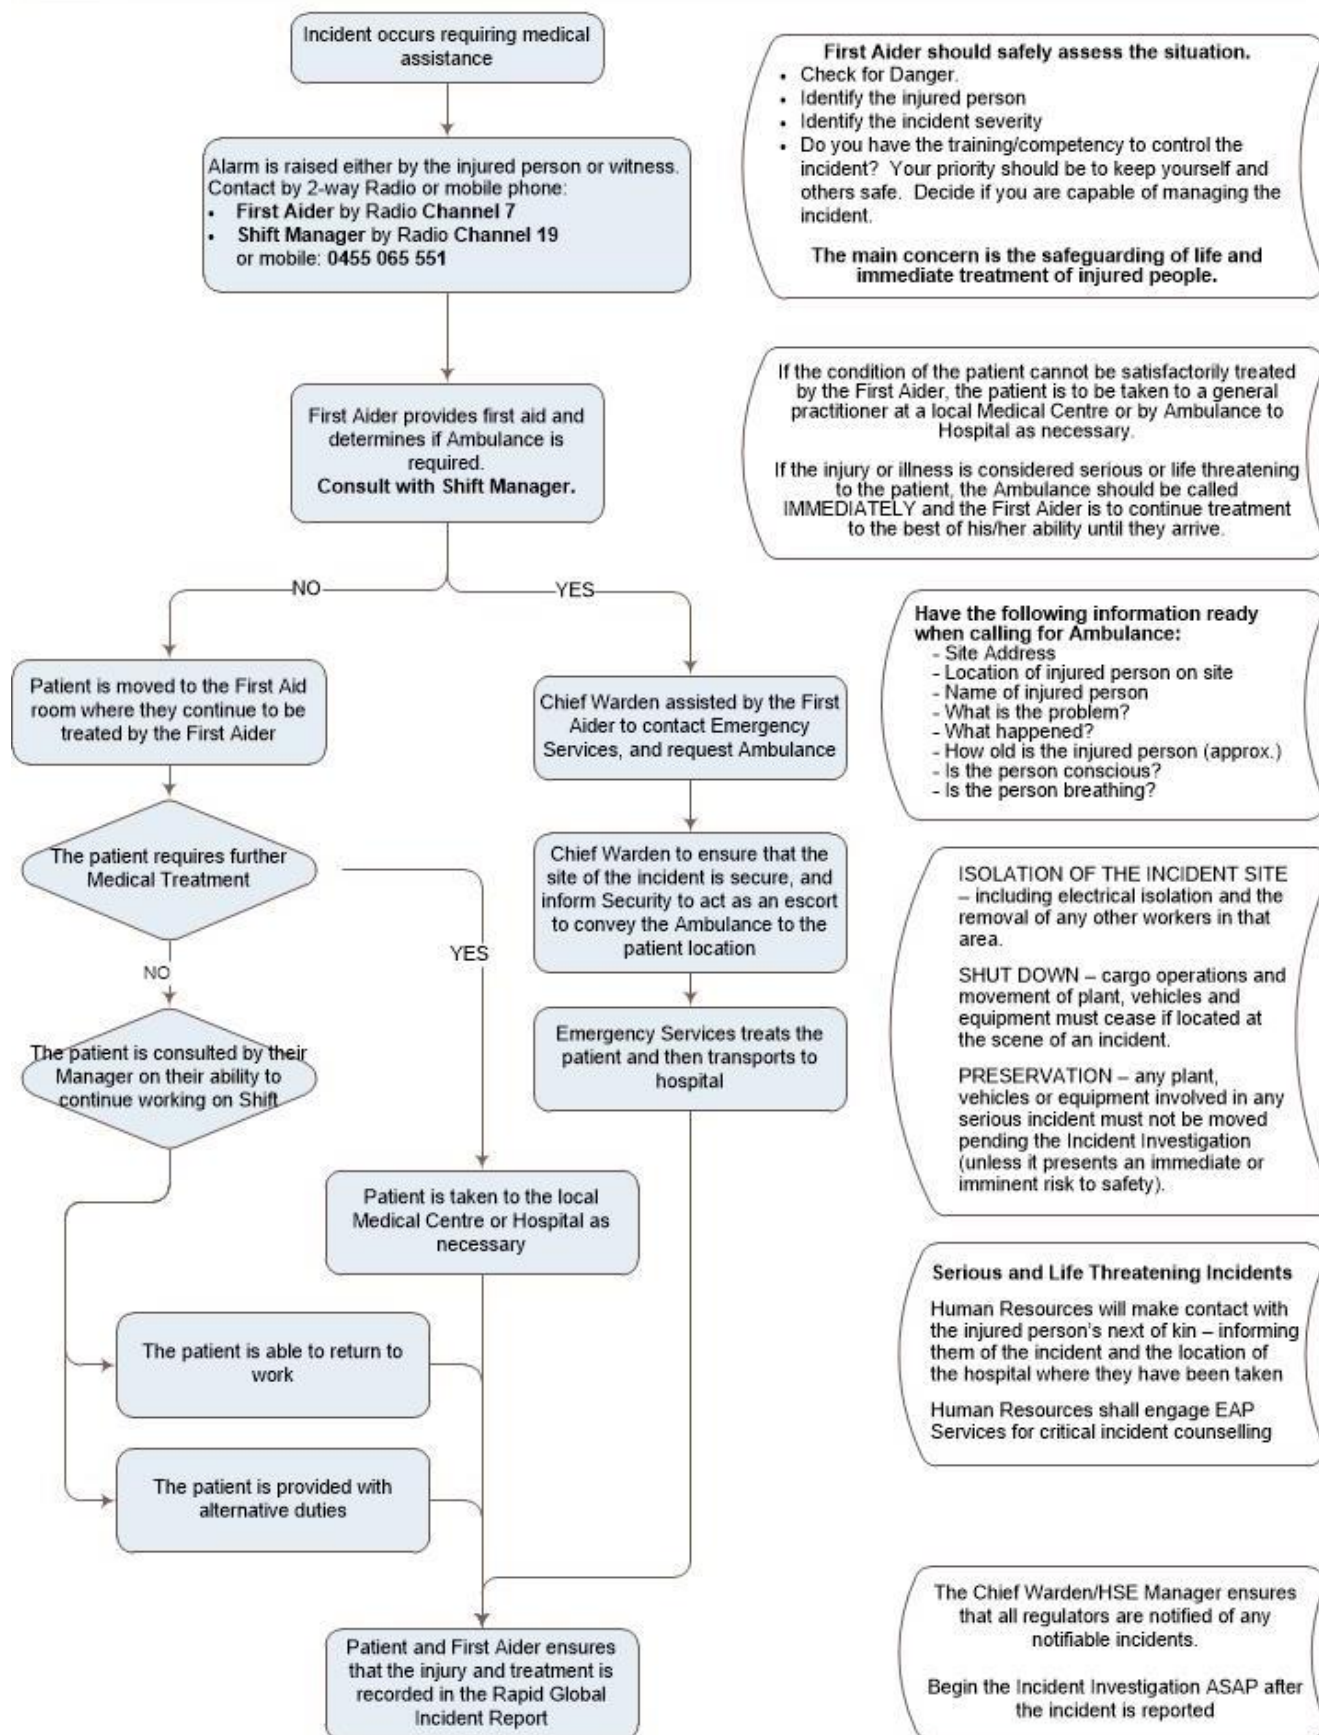 Incident occurs requiring medical
assistance
First Aider should safely assess the situation.
• Check for Danger.
• Identify the injured person
• Identify the incident severity
• Do you have the training/competency to control the
incident? Your priority should be to keep yourself and
others safe. Decide if you are capable of managing the
incident.
The main concern is the safeguarding of life and
immediate treatment of injured people.
Alarm is raised either by the injured person or witness.
Contact by 2-way Radio or mobile phone:
• First Aider by Radio Channel 7
• Shift Manager by Radio Channel 19
or mobile: 0455 065 551
First Aider provides first aid and
determines if Ambulance is
required.
Consult with Shift Manager.
If the condition of the patient cannot be satisfactorily treated
by the First Aider, the patient is to be taken to a general
practitioner at a local Medical Centre or by Ambulance to
Hospital as necessary.
If the injury or illness is considered serious or life threatening
to the patient, the Ambulance should be called
IMMEDIATELY and the First Aider is to continue treatment
to the best of his/her ability until they arrive.
NO
YES
Patient is moved to the First Aid
room where they continue to be
treated by the First Aider
Chief Warden assisted by the First
Aider to contact Emergency
Services, and request Ambulance
Have the following information ready
when calling for Ambulance:
- Site Address
- Location of injured person on site
- Name of injured person
- What is the problem?
- What happened?
- How old is the injured person (approx.)
- Is the person conscious?
- Is the person breathing?
The patient requires further
Medical Treatment
Chief Warden to ensure that the
site of the incident is secure, and
inform Security to act as an escort
to convey the Ambulance to the
patient location
ISOLATION OF THE INCIDENT SITE
– including electrical isolation and the
removal of any other workers in that
area.
SHUT DOWN – cargo operations and
movement of plant, vehicles and
equipment must cease if located at
the scene of an incident.
PRESERVATION – any plant,
vehicles or equipment involved in any
serious incident must not be moved
pending the Incident Investigation
(unless it presents an immediate or
imminent risk to safety).
YES
NO
The patient is consulted by their
Manager on their ability to
continue working on Shift
Emergency Services treats the
patient and then transports to
hospital
Patient is taken to the local
Medical Centre or Hospital as
necessary
Serious and Life Threatening Incidents
Human Resources will make contact with
the injured person's next of kin – informing
them of the incident and the location of
the hospital where they have been taken
Human Resources shall engage EAP
Services for critical incident counselling
The patient is able to return to
work
The patient is provided with
alternative duties
The Chief Warden/HSE Manager ensures
that all regulators are notified of any
notifiable incidents.
Begin the Incident Investigation ASAP after
the incident is reported
Patient and First Aider ensures
that the injury and treatment is
recorded in the Rapid Global
Incident Report